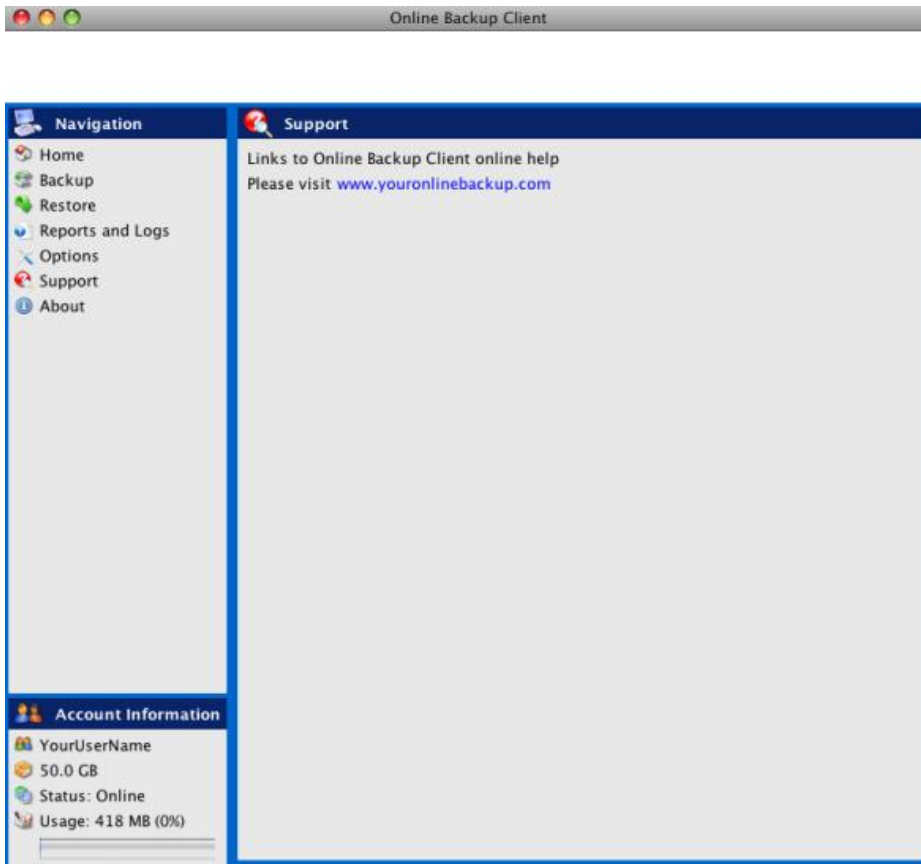 Online Backup Client
Navigation
Home
Backup
Restore
Reports and Logs
Options
Support
About
Account Information
YourUserName
50.0 GB
Status: Online
Usage: 418 MB (0%)
Support
Links to Online Backup Client online help
Please visit www.youronlinebackup.com